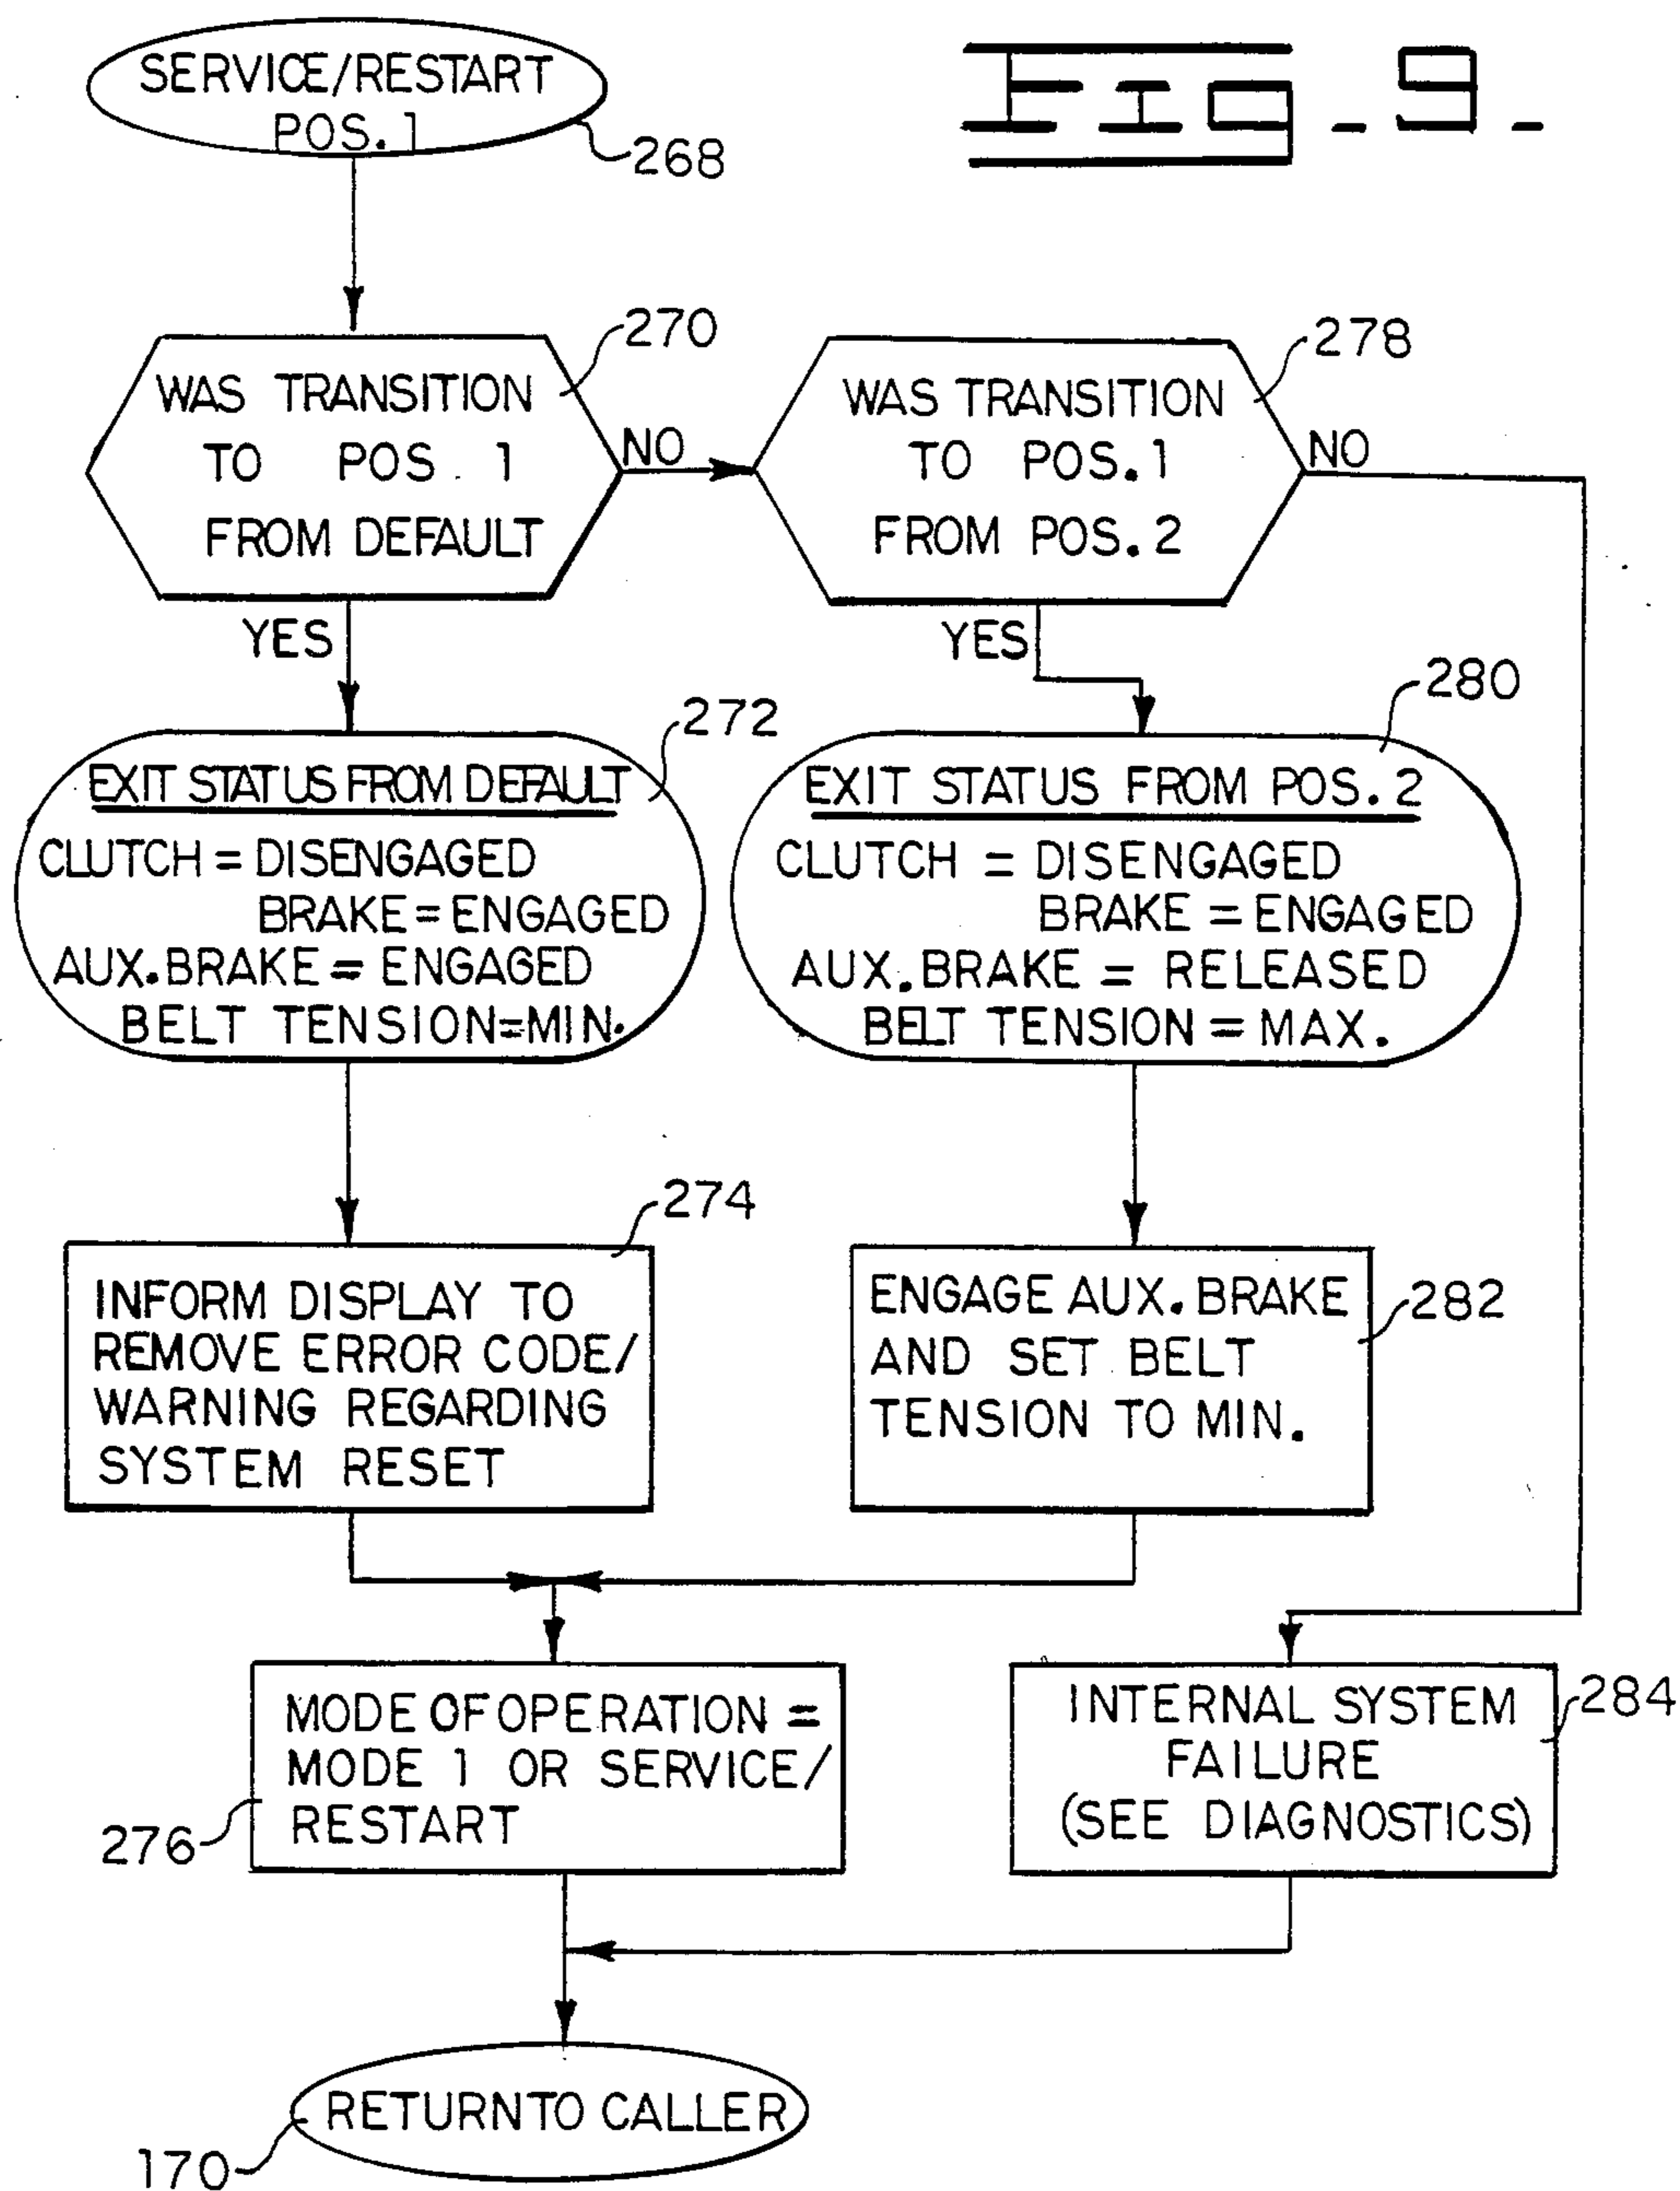 SERVICE/RESTART
POS. 1
268
FIG. 9.
WAS TRANSITION
TO POS. 1
FROM DEFAULT
270
NO
YES
WAS TRANSITION
TO POS. 1
FROM POS. 2
278
NO
YES
EXIT STATUS FROM DEFAULT
CLUTCH = DISENGAGED
BRAKE = ENGAGED
AUX. BRAKE = ENGAGED
BELT TENSION = MIN.
272
EXIT STATUS FROM POS. 2
CLUTCH = DISENGAGED
BRAKE = ENGAGED
AUX. BRAKE = RELEASED
BELT TENSION = MAX.
280
INFORM DISPLAY TO
REMOVE ERROR CODE/
WARNING REGARDING
SYSTEM RESET
274
ENGAGE AUX. BRAKE
AND SET BELT
TENSION TO MIN.
282
MODE OF OPERATION =
MODE 1 OR SERVICE/
RESTART
276
INTERNAL SYSTEM
FAILURE
(SEE DIAGNOSTICS)
284
RETURN TO CALLER
170